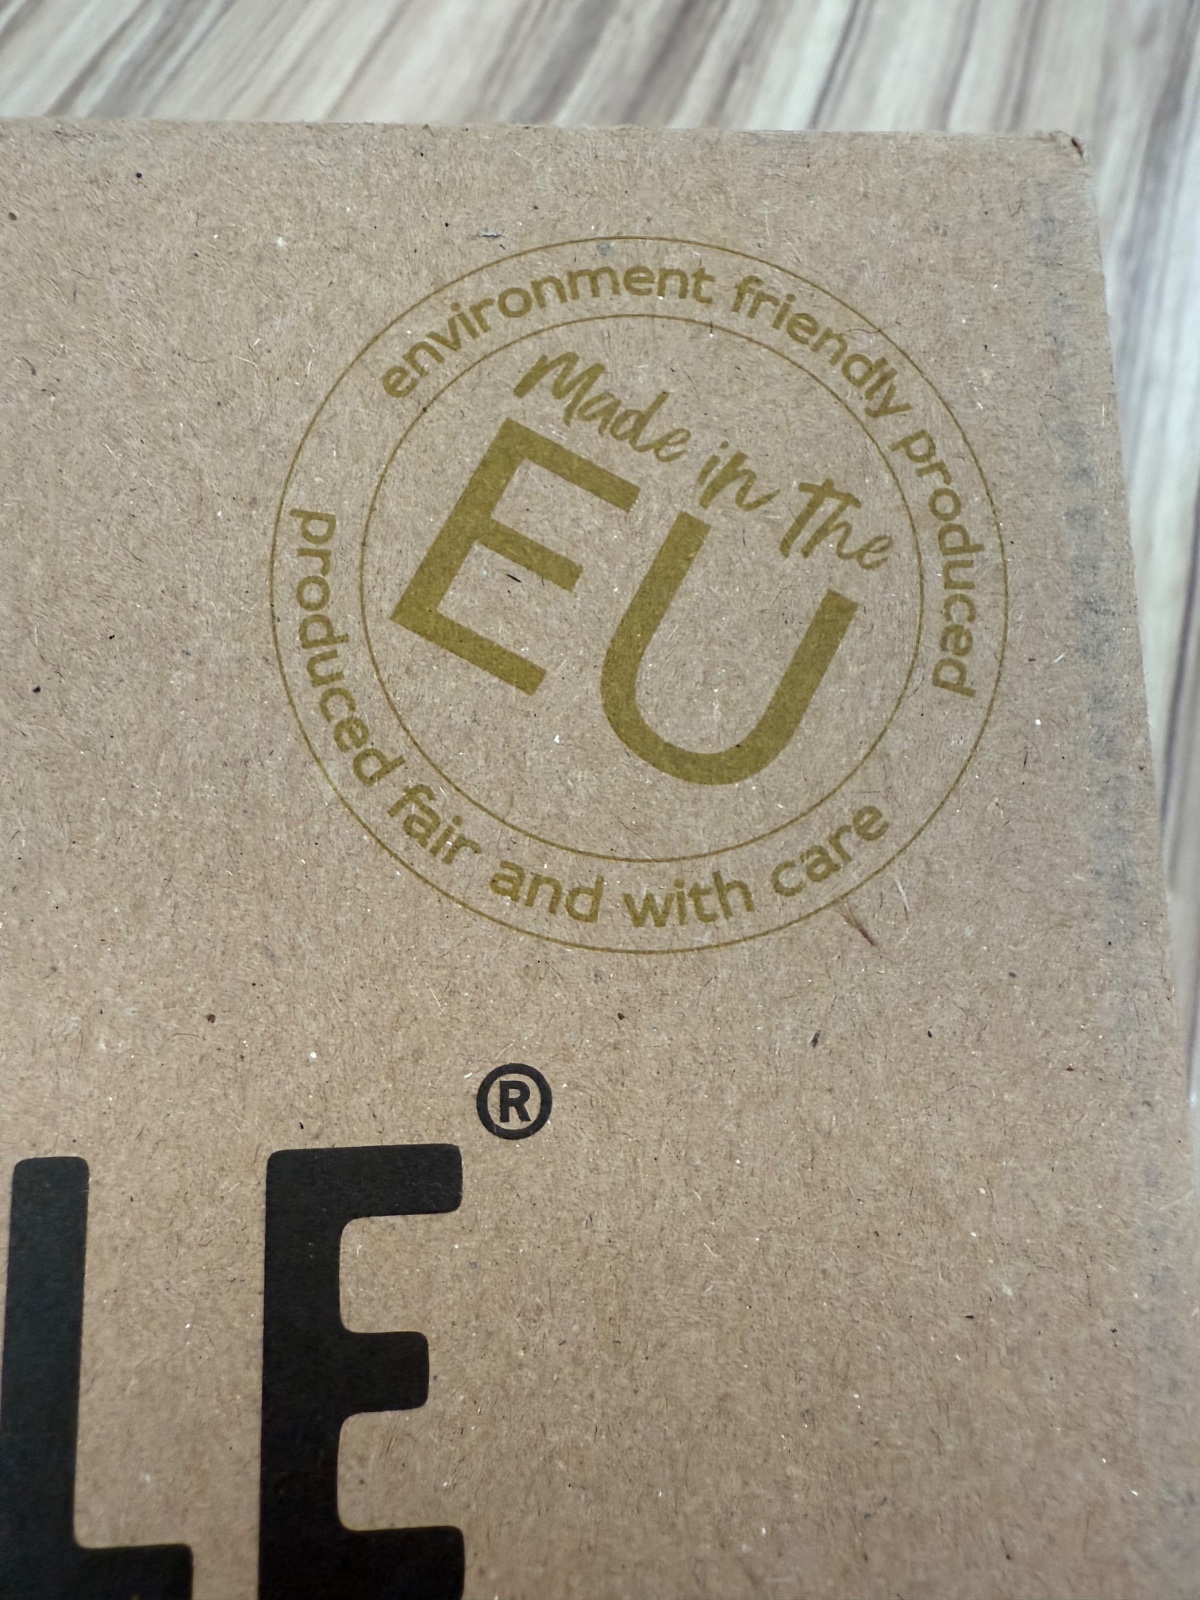 environment friendly produced
Made in the
EU
produced fair and with care
®
LE